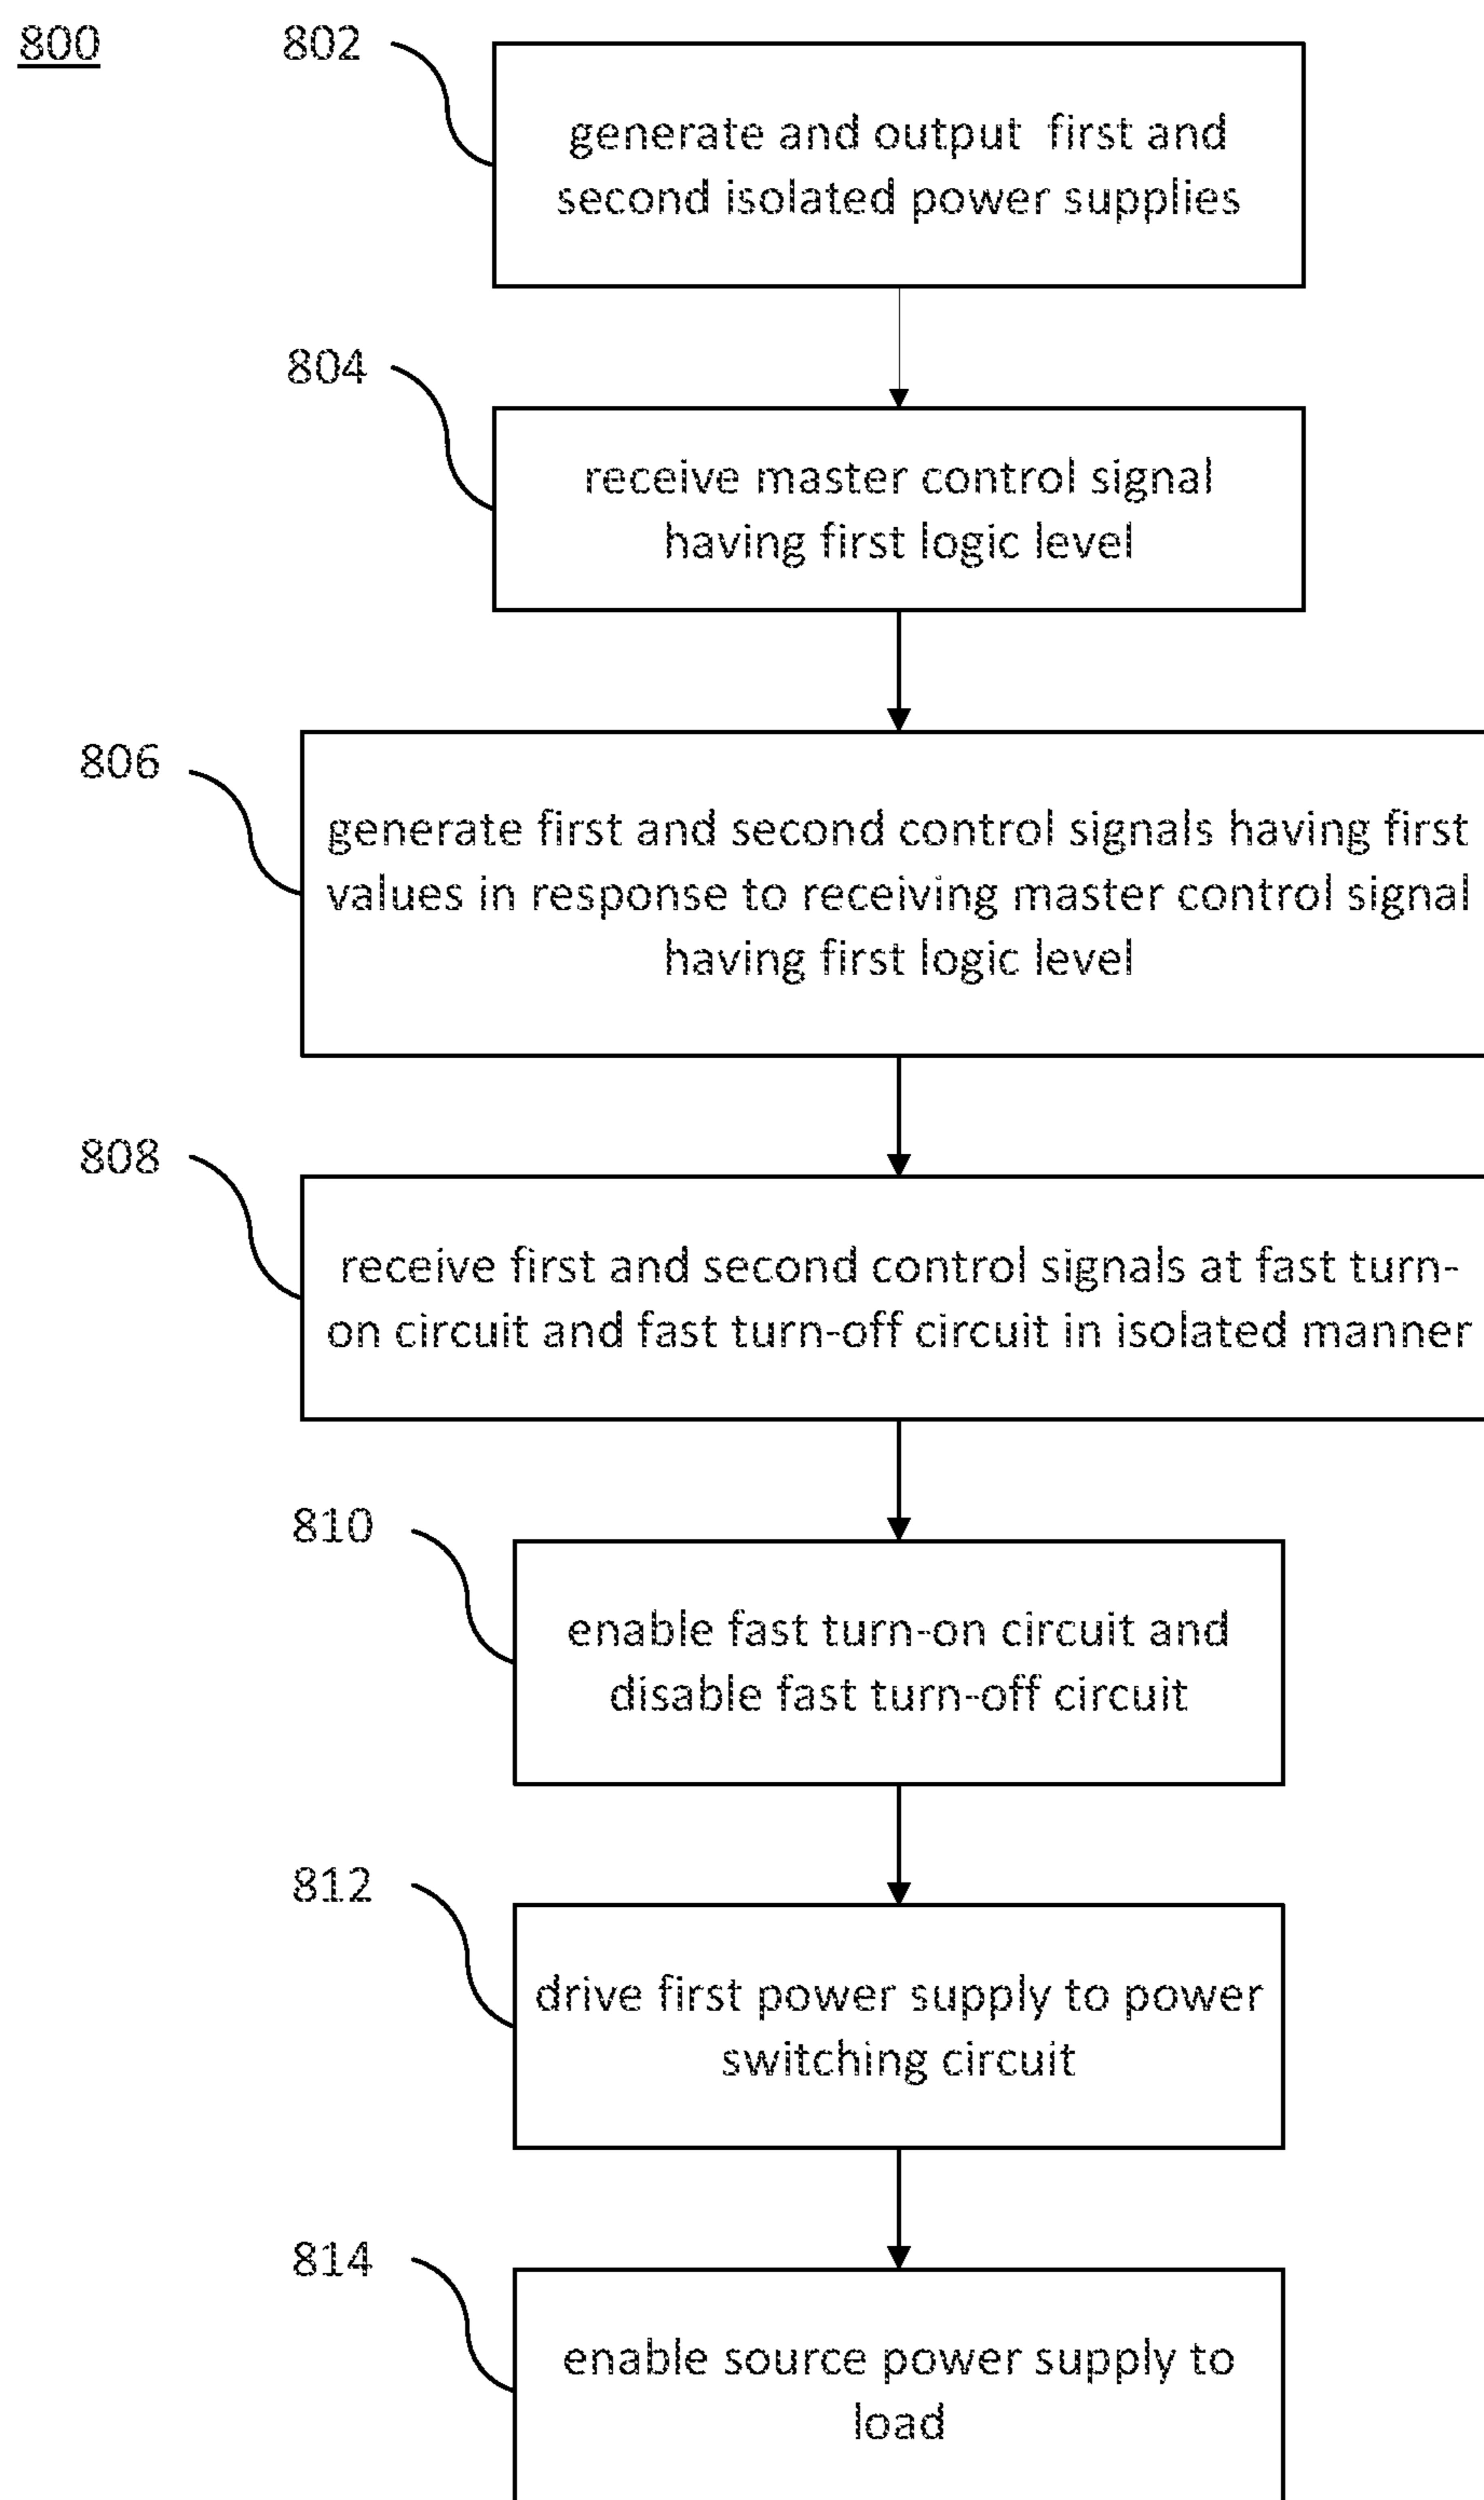 800
802
generate and output first and
second isolated power supplies
804
receive master control signal
having first logic level
806
generate first and second control signals having first
values in response to receiving master control signal
having first logic level
808
receive first and second control signals at fast turn-
on circuit and fast turn-off circuit in isolated manner
810
enable fast turn-on circuit and
disable fast turn-off circuit
812
drive first power supply to power
switching circuit
814
enable source power supply to
load